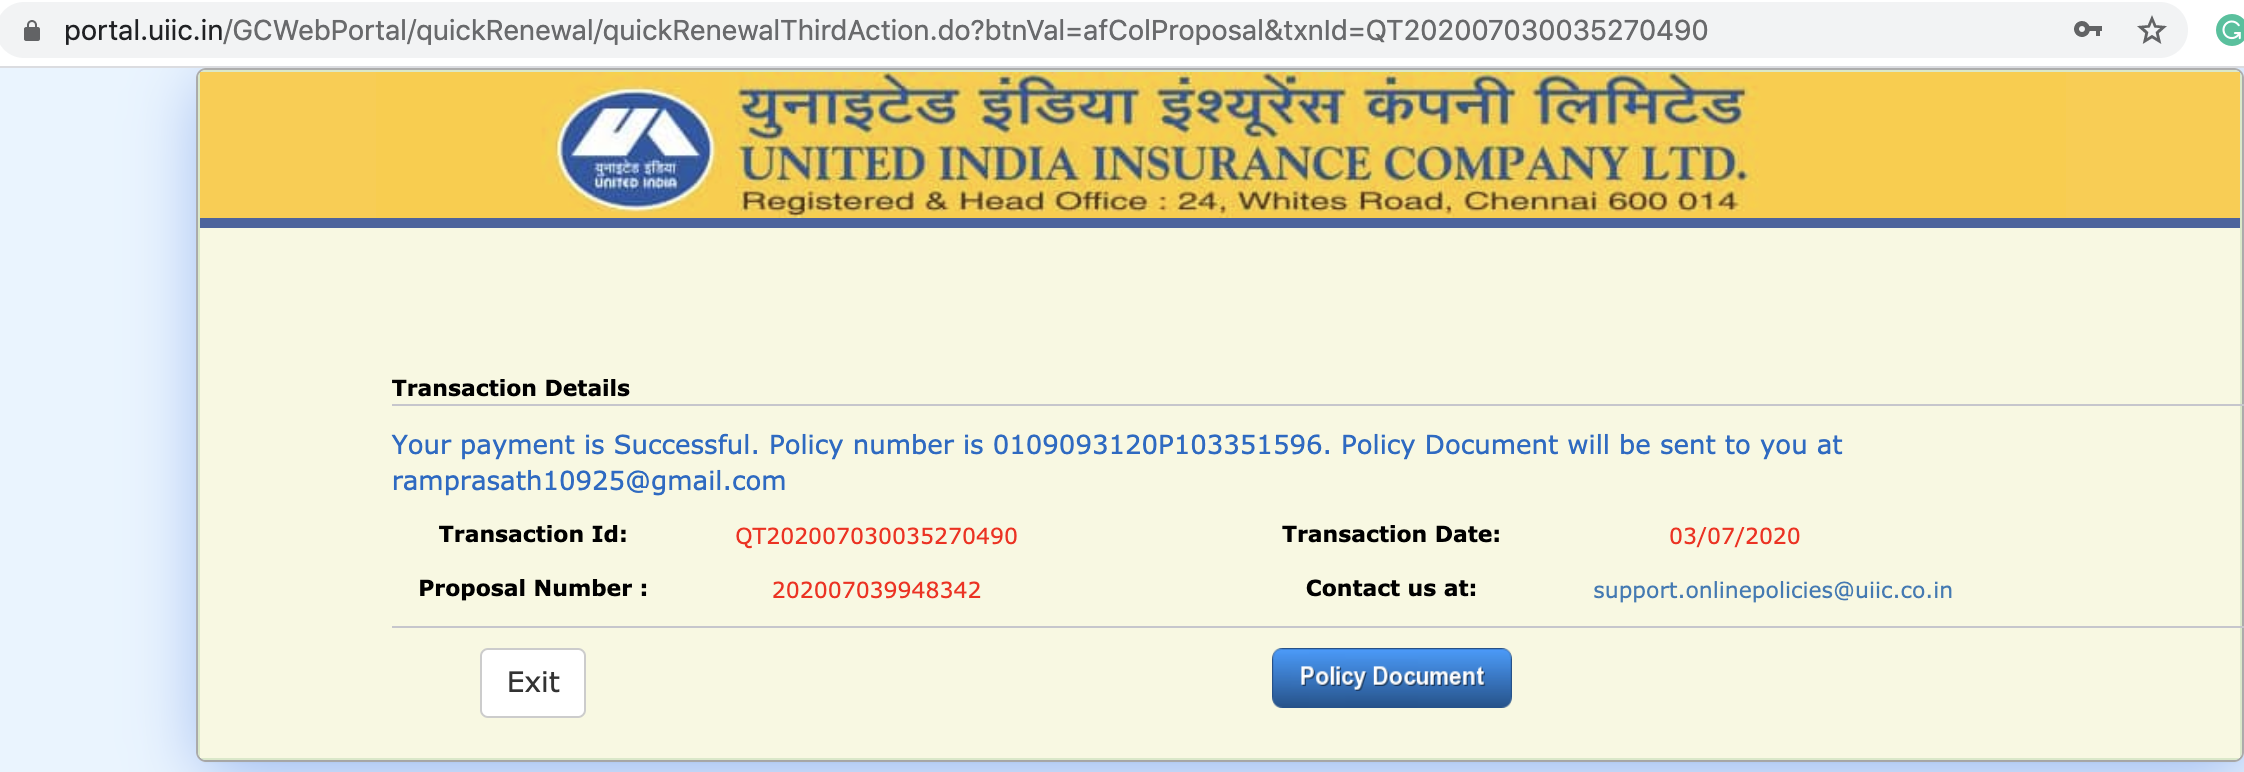 portal.uiic.in/GCWebPortal/quickRenewal/quickRenewalThirdAction.do?btnVal=afColProposal&txnId=QT202007030035270490
युनाइटेड इंडिया इंश्यूरेंस कंपनी लिमिटेड
युनाइटेड इंडिया
UNITED INDIA
UNITED INDIA INSURANCE COMPANY LTD.
Registered & Head Office : 24, Whites Road, Chennai 600 014
Transaction Details
Your payment is Successful. Policy number is 0109093120P103351596. Policy Document will be sent to you at
ramprasath10925@gmail.com
Transaction Id: QT202007030035270490 Transaction Date: 03/07/2020
Proposal Number : 202007039948342 Contact us at: support.onlinepolicies@uiic.co.in
Exit Policy Document